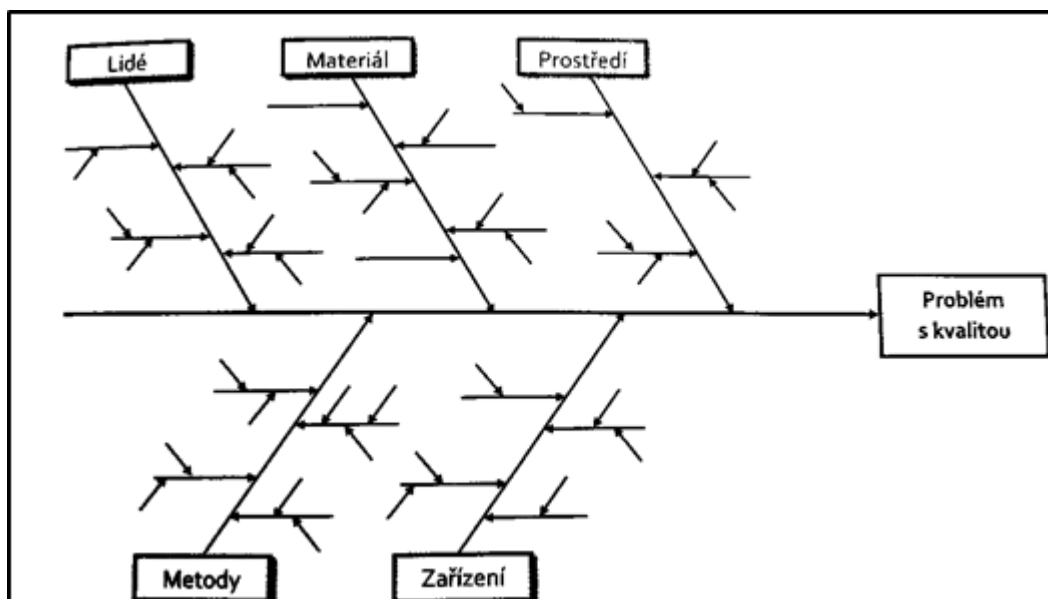 Lidé
Materiál
Prostředí
Problém
s kvalitou
Metody
Zařízení